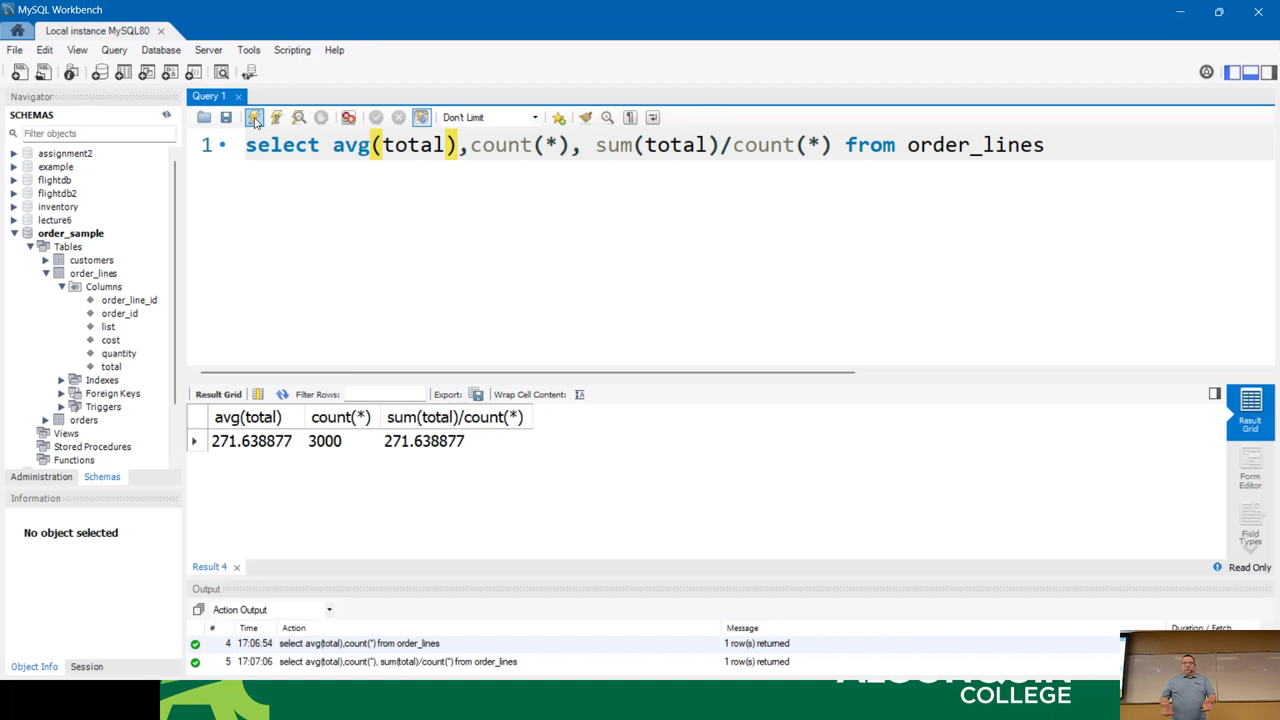 MySQL Workbench
Local instance MySQL80
File Edit View Query Database Server Tools Scripting Help
Navigator
SCHEMAS
Filter objects
assignment2
example
flightdb
flightdb2
inventory
lecture6
order_sample
Tables
customers
order_lines
Columns
order_line_id
order_id
list
cost
quantity
total
Indexes
Foreign Keys
Triggers
orders
Views
Stored Procedures
Functions
Administration Schemas
Information
No object selected
Object Info Session
Query 1
Don't Limit
1 select avg(total),count(*), sum(total)/count(*) from order_lines
Result Grid Filter Rows: Export: Wrap Cell Content:
avg(total) count(*) sum(total)/count(*)
271.638877 3000 271.638877
Result Grid
Form Editor
Field Types
Result 4
Read Only
Output
Action Output
# Time Action Message Duration / Fetch
4 17:06:54 select avg(total),count(*) from order_lines 1 row(s) returned
5 17:07:06 select avg(total),count(*), sum(total)/count(*) from order_lines 1 row(s) returned
COLLEGE